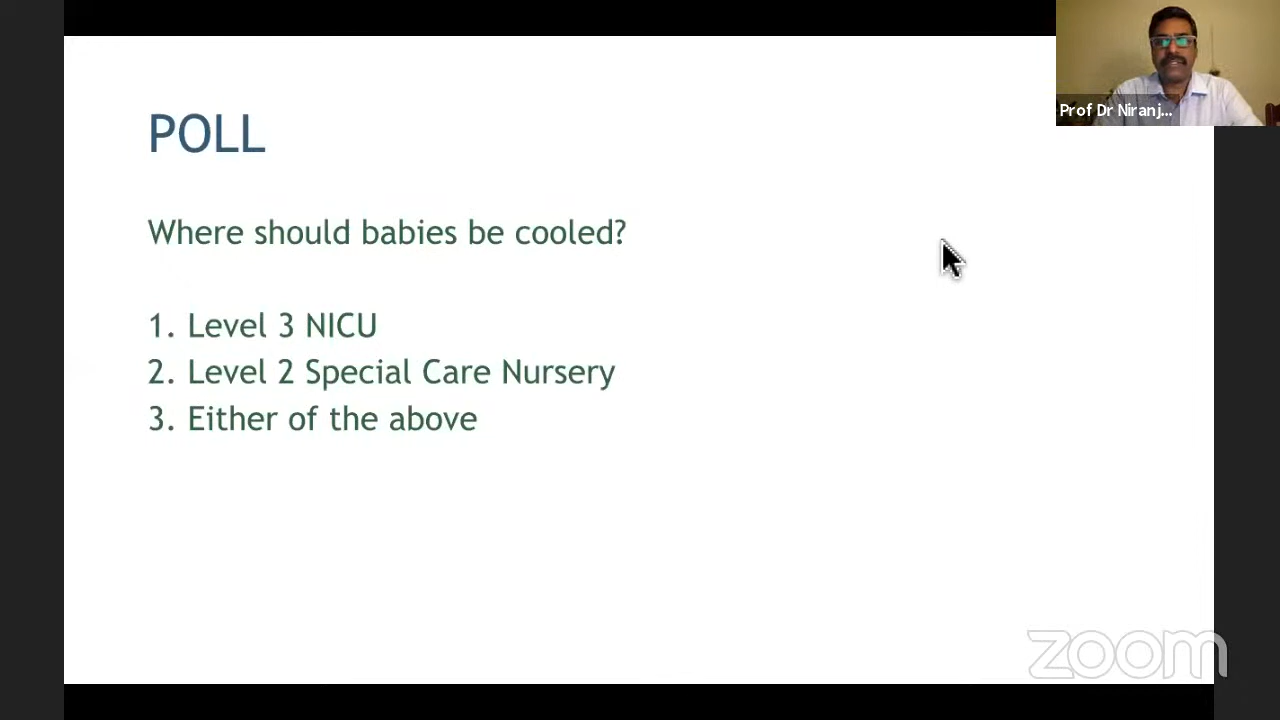 Prof Dr Niranj...
POLL
Where should babies be cooled?
1. Level 3 NICU
2. Level 2 Special Care Nursery
3. Either of the above
zoom